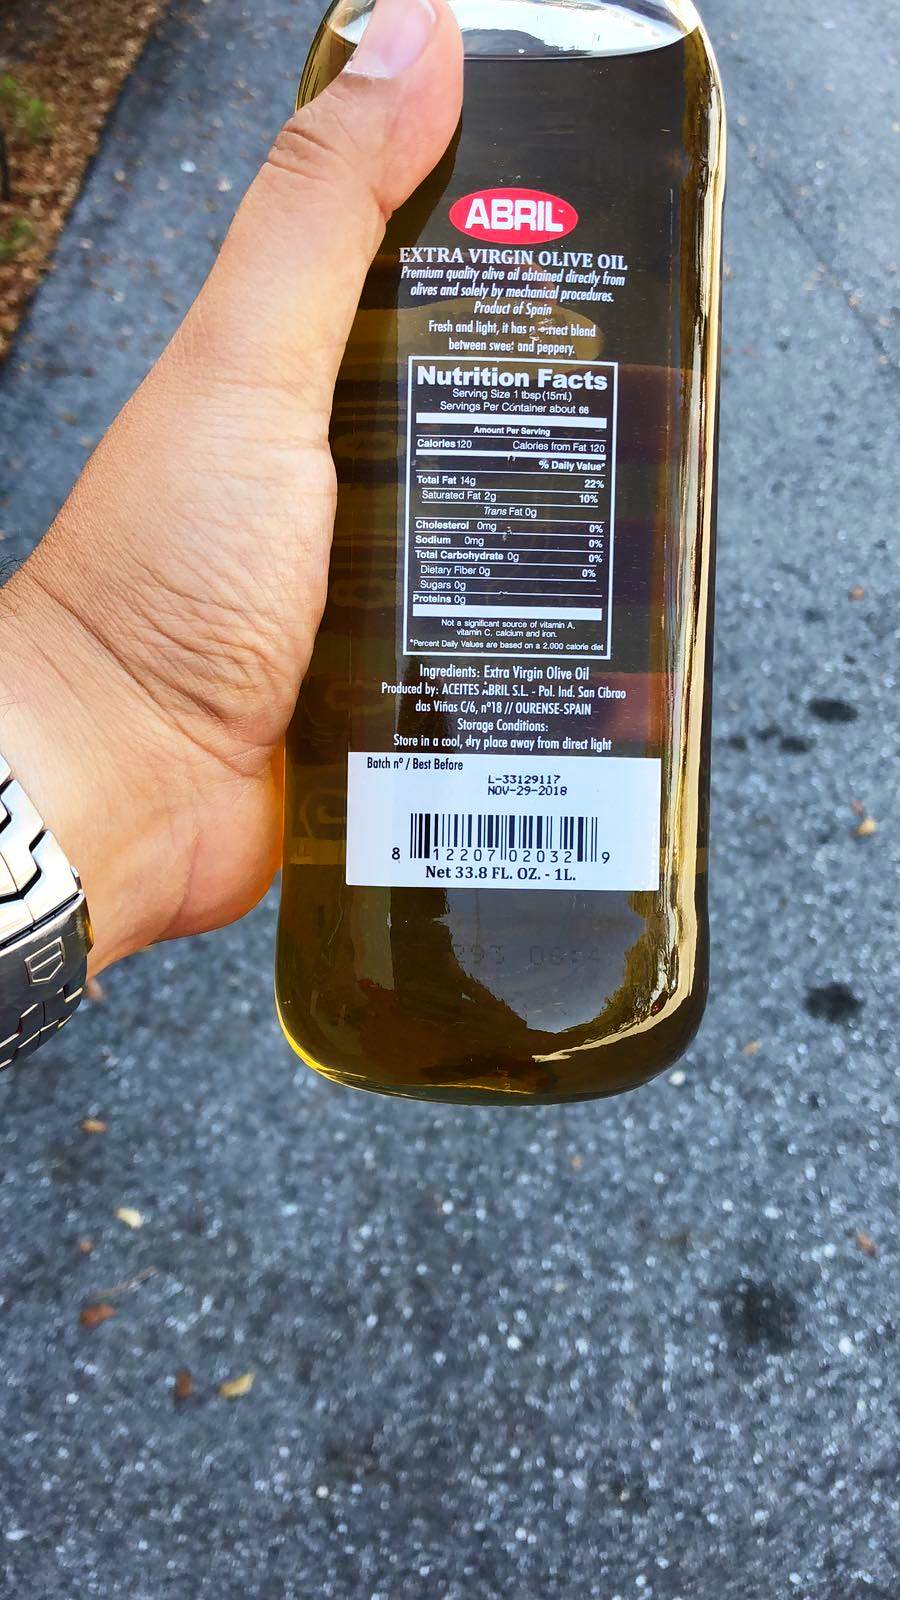 ABRIL
EXTRA VIRGIN OLIVE OIL
Premium quality olive oil obtained directly from
olives and solely by mechanical procedures.
Product of Spain
Fresh and light, it has blend
between sweet and peppery.
Nutrition Facts
Serving Size 1 tbsp (15ml.)
Servings Per Container about 66
Amount Per Serving
Calories 120 Calories from Fat 120
% Daily Value*
Total Fat 14g 22%
Saturated Fat 2g 10%
Trans Fat 0g
Cholesterol 0mg 0%
Sodium 0mg 0%
Total Carbohydrate 0g 0%
Dietary Fiber 0g 0%
Sugars 0g
Proteins 0g
Not a significant source of vitamin A,
vitamin C, calcium and iron.
*Percent Daily Values are based on a 2.000 calorie diet
Ingredients: Extra Virgin Olive Oil
Produced by: ACEITES ABRIL S.L. - Pol. Ind. San Cibrao
das Viñas C/6, nº18 // OURENSE-SPAIN
Storage Conditions:
Store in a cool, dry place away from direct light
Batch nº / Best Before
L-33129117
NOV-29-2018
8 12207 02032 9
Net 33.8 FL. OZ. - 1L.